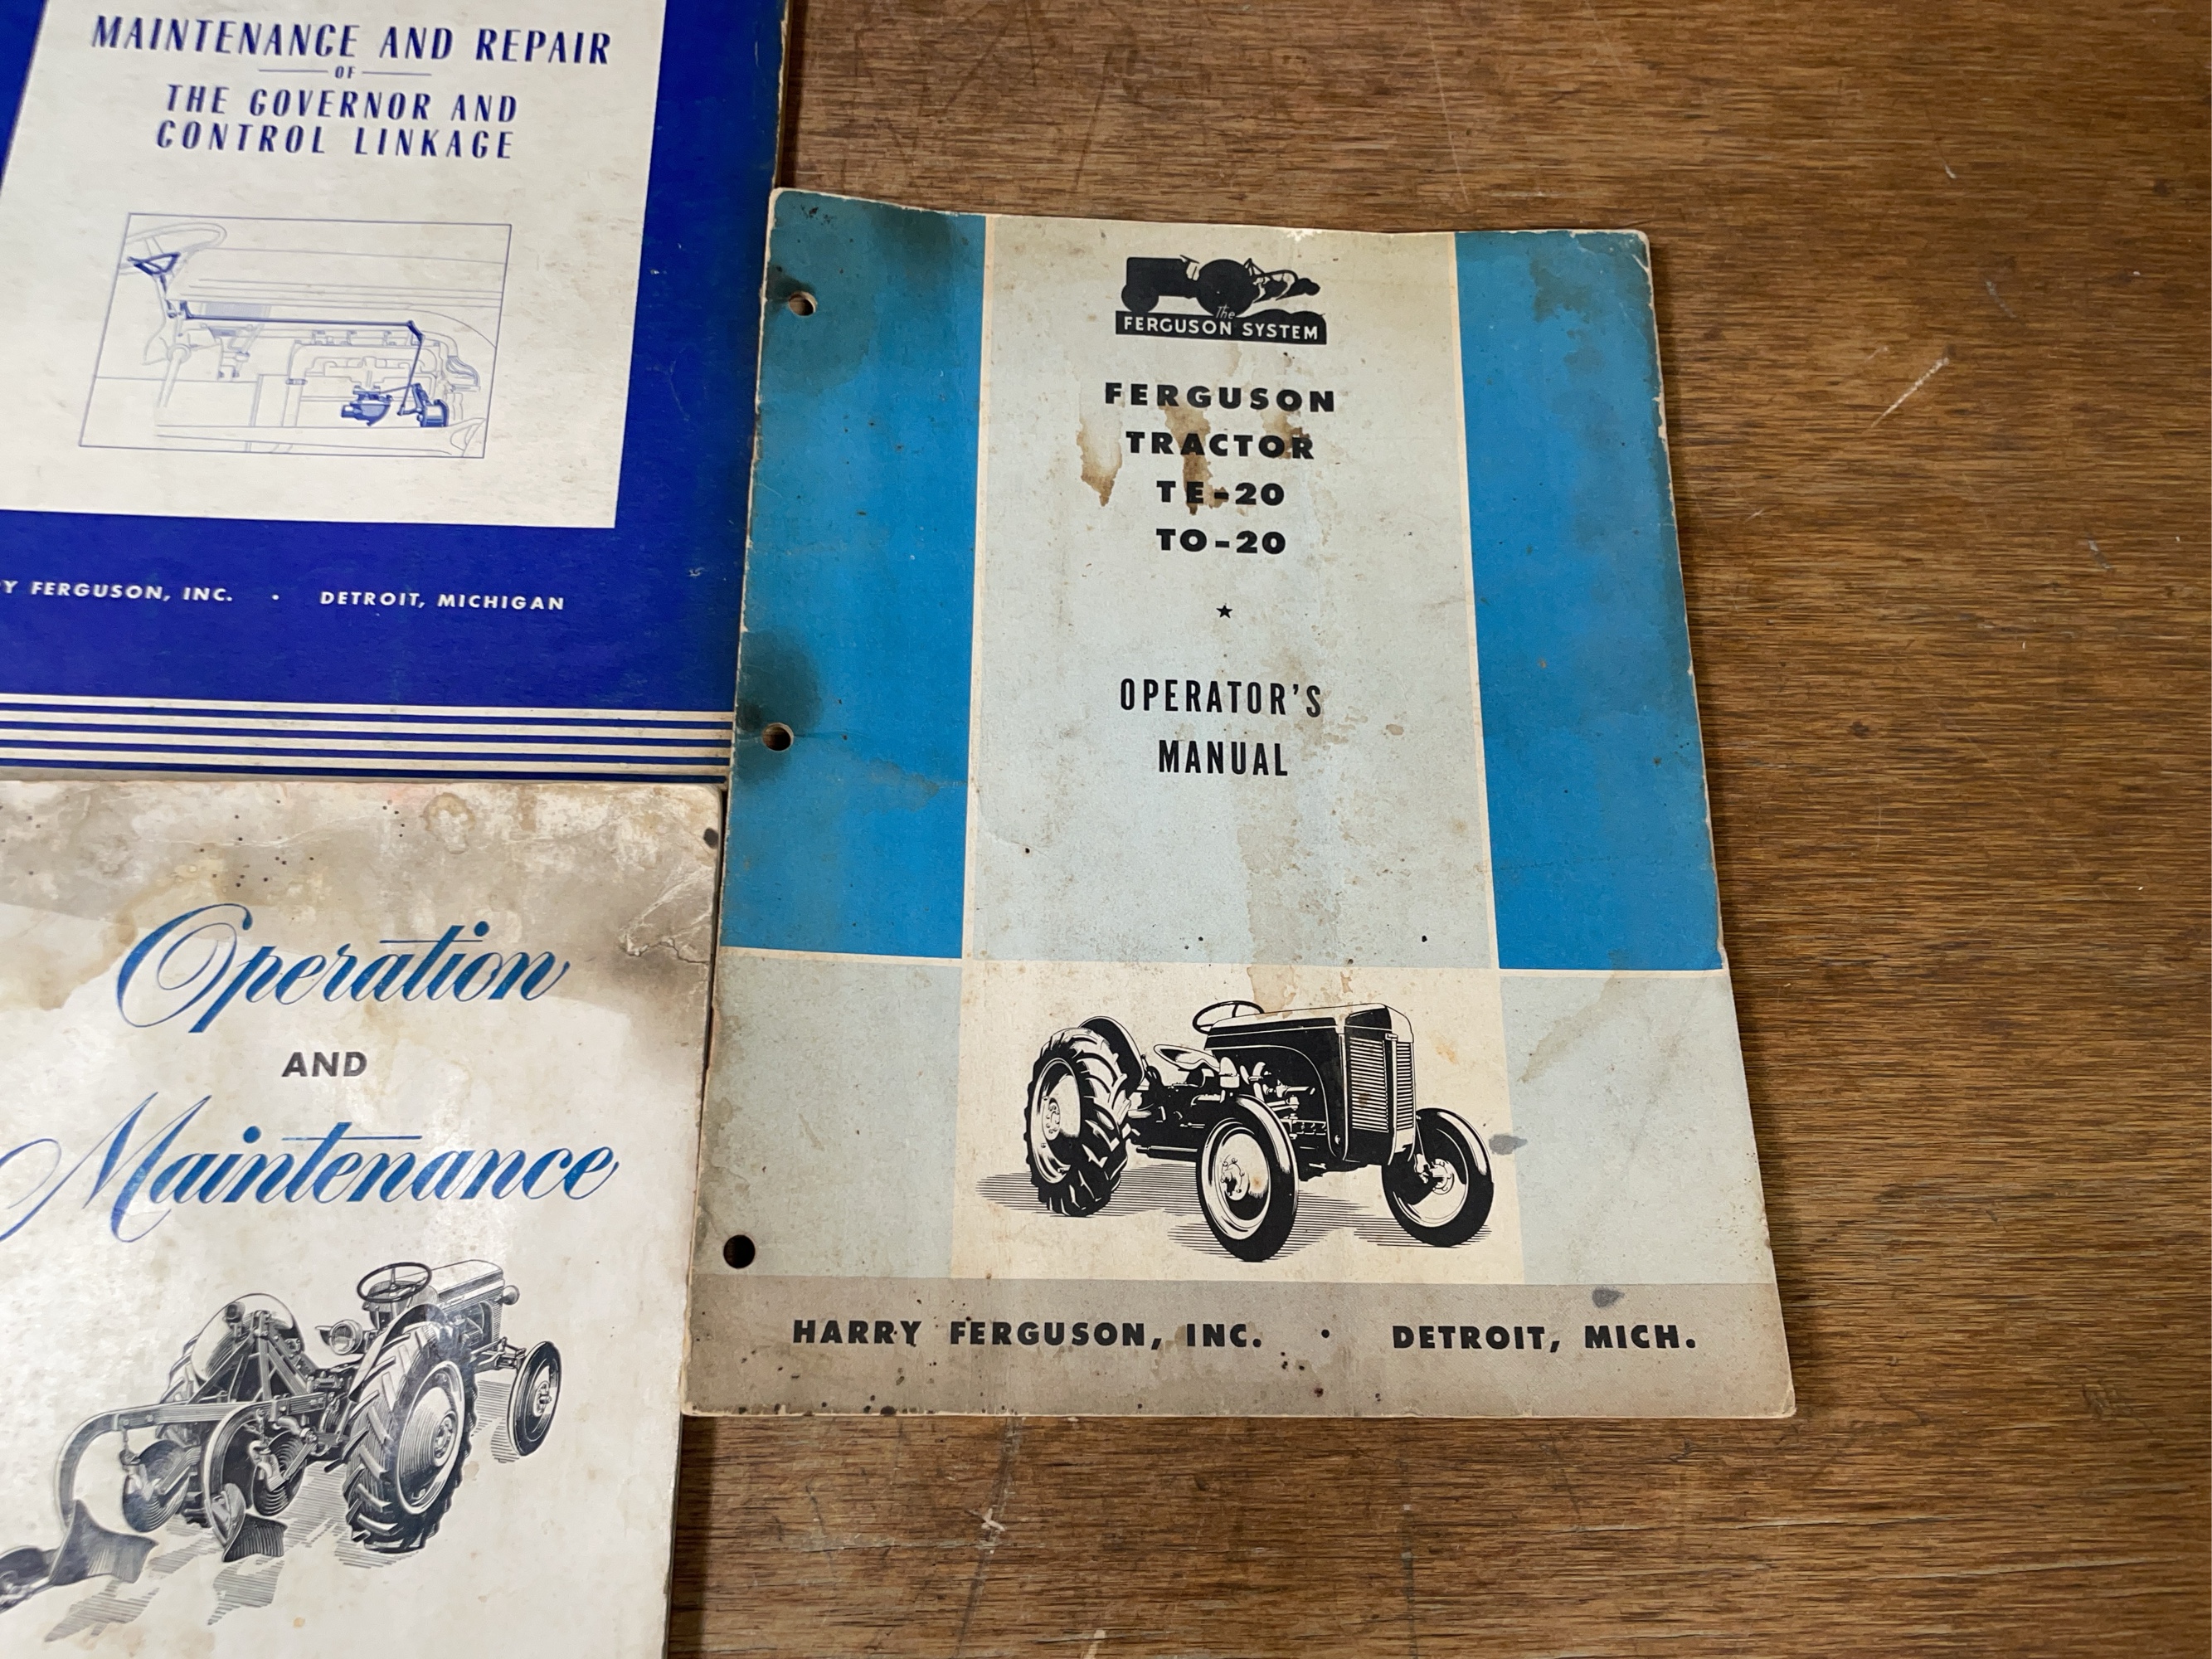 MAINTENANCE AND REPAIR
OF
THE GOVERNOR AND
CONTROL LINKAGE
FERGUSON, INC. • DETROIT, MICHIGAN
Operation
AND
Maintenance
The
FERGUSON SYSTEM
FERGUSON
TRACTOR
TE-20
TO-20
★
OPERATOR'S
MANUAL
HARRY FERGUSON, INC. • DETROIT, MICH.